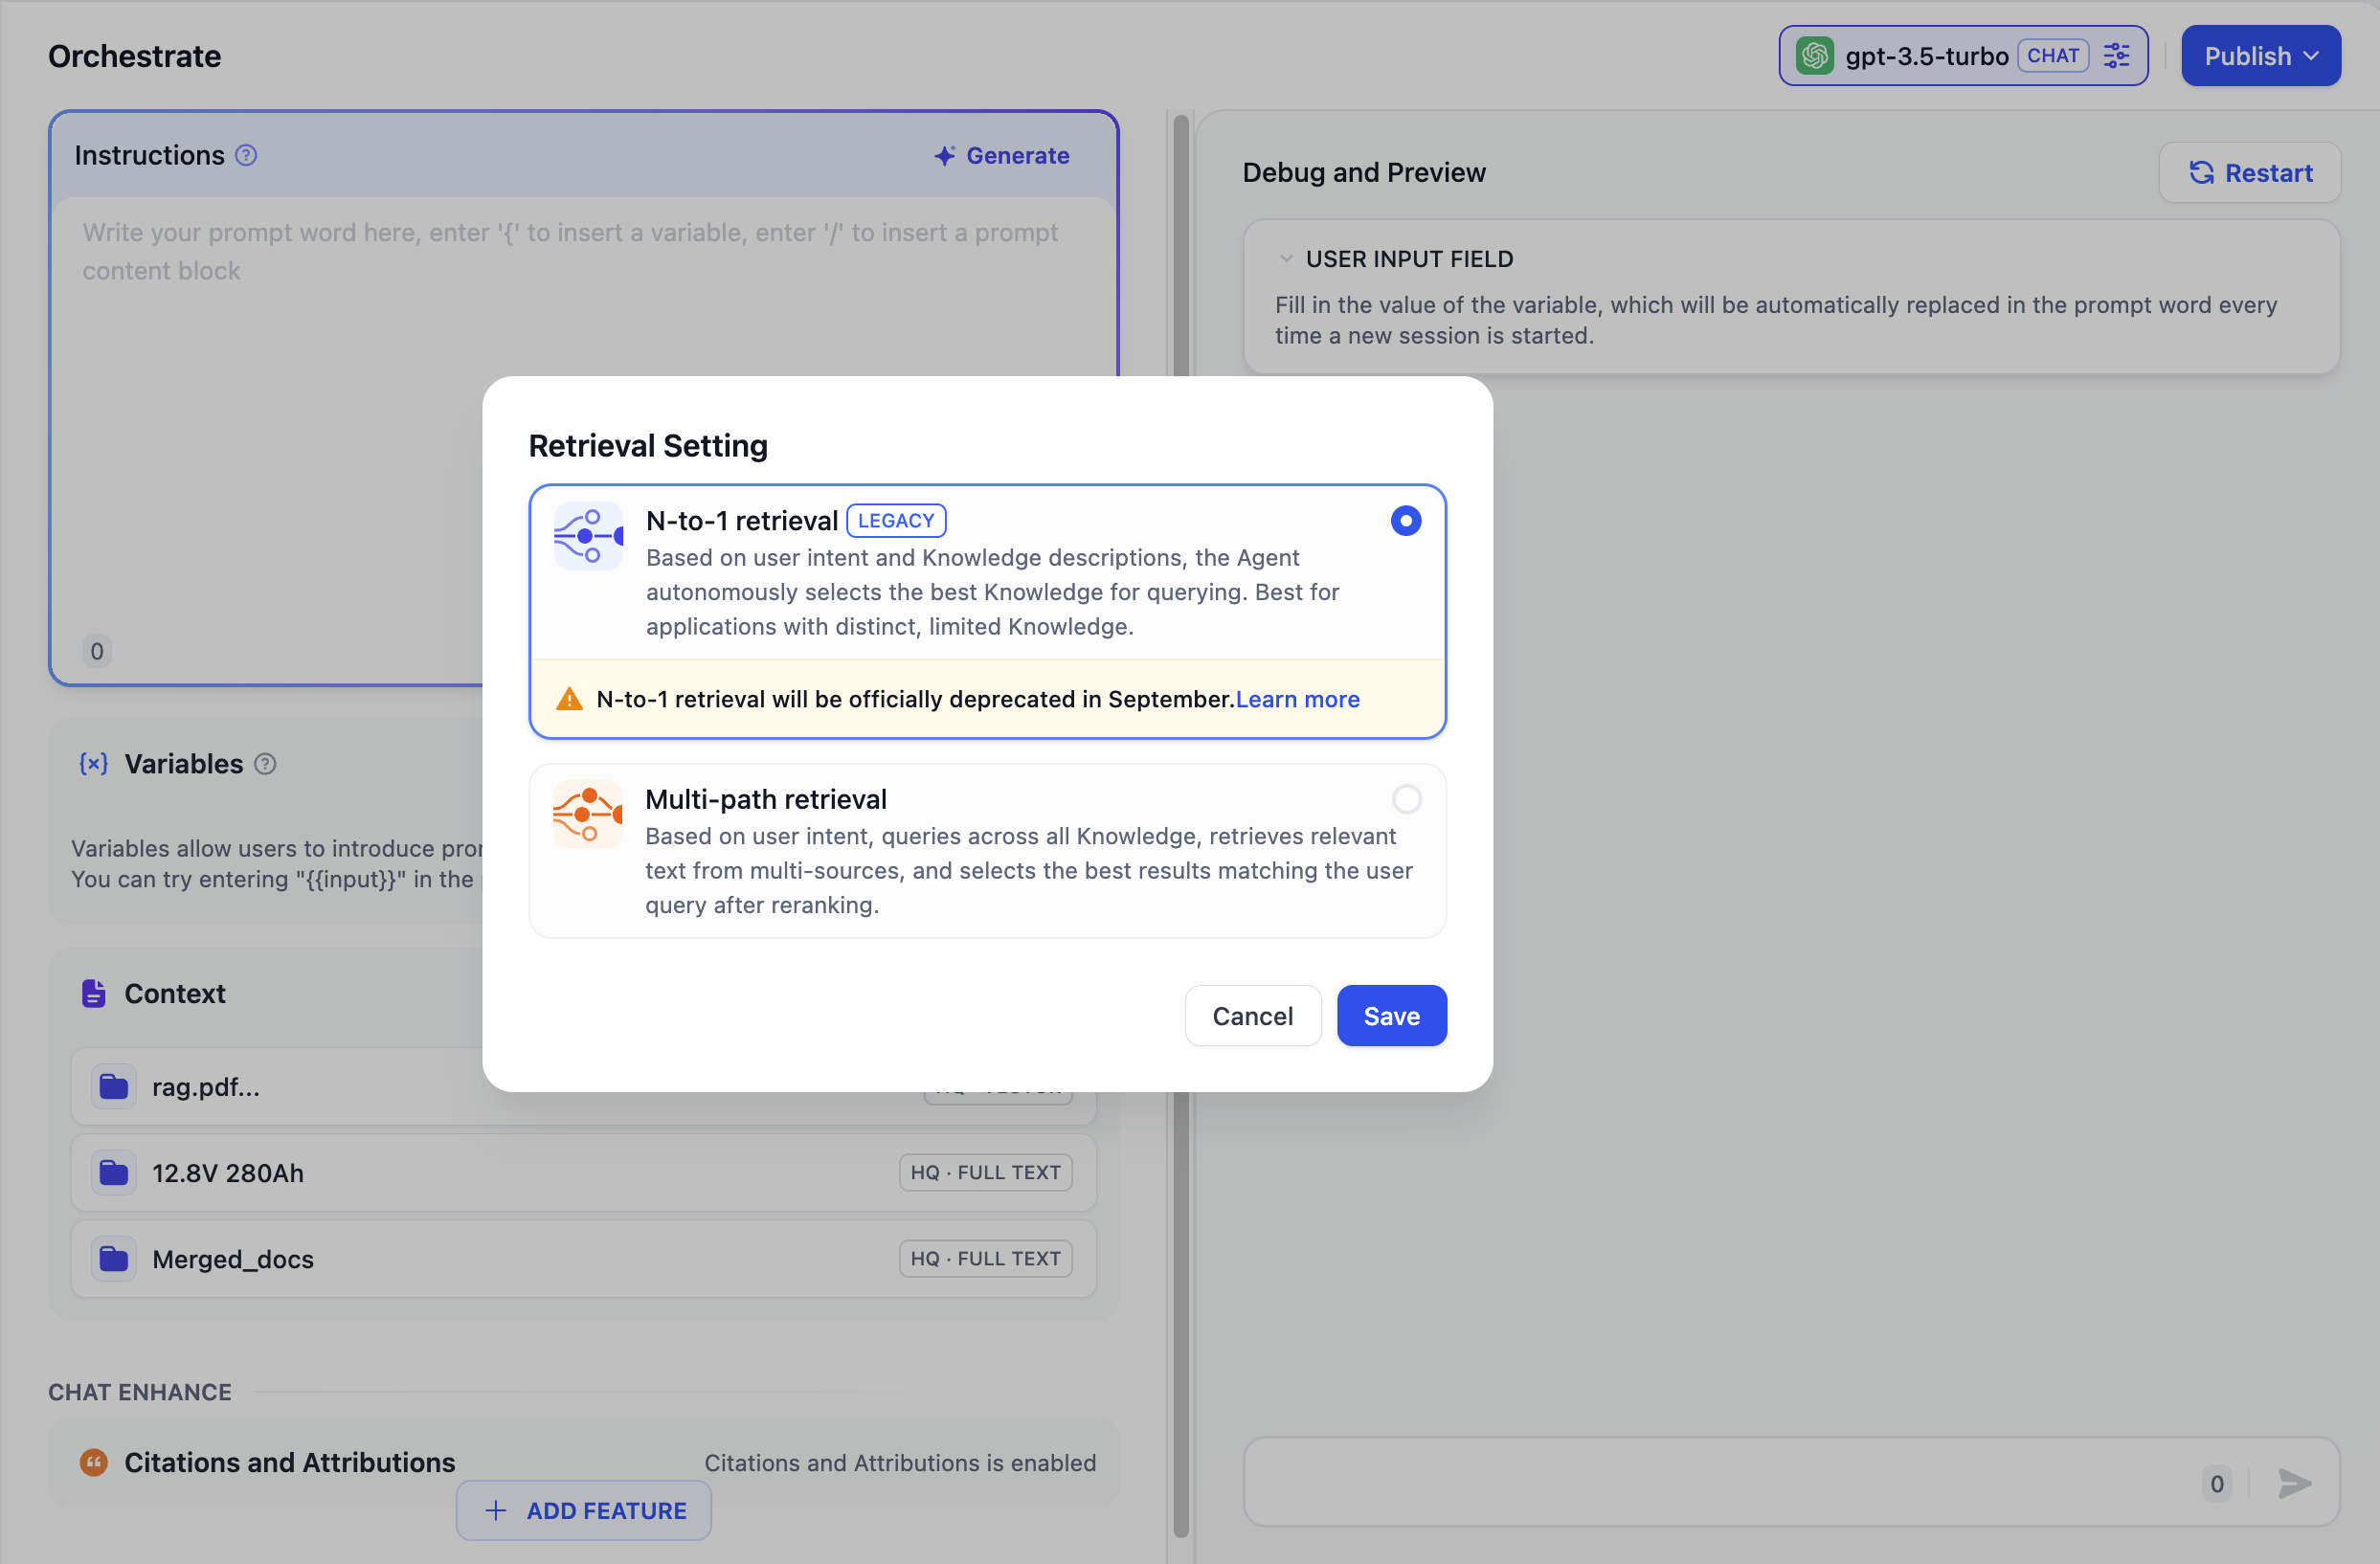 Orchestrate
gpt-3.5-turbo CHAT
Publish
Instructions
Generate
Write your prompt word here, enter '{' to insert a variable, enter '/' to insert a prompt
content block
0
Debug and Preview
Restart
USER INPUT FIELD
Fill in the value of the variable, which will be automatically replaced in the prompt word every
time a new session is started.
Retrieval Setting
N-to-1 retrieval LEGACY
Based on user intent and Knowledge descriptions, the Agent
autonomously selects the best Knowledge for querying. Best for
applications with distinct, limited Knowledge.
N-to-1 retrieval will be officially deprecated in September.Learn more
Multi-path retrieval
Based on user intent, queries across all Knowledge, retrieves relevant
text from multi-sources, and selects the best results matching the user
query after reranking.
Cancel
Save
{x} Variables
Variables allow users to introduce
You can try entering "{{input}}" in the
Context
rag.pdf...
12.8V 280Ah
HQ · FULL TEXT
Merged_docs
HQ · FULL TEXT
CHAT ENHANCE
Citations and Attributions
Citations and Attributions is enabled
+ ADD FEATURE
0